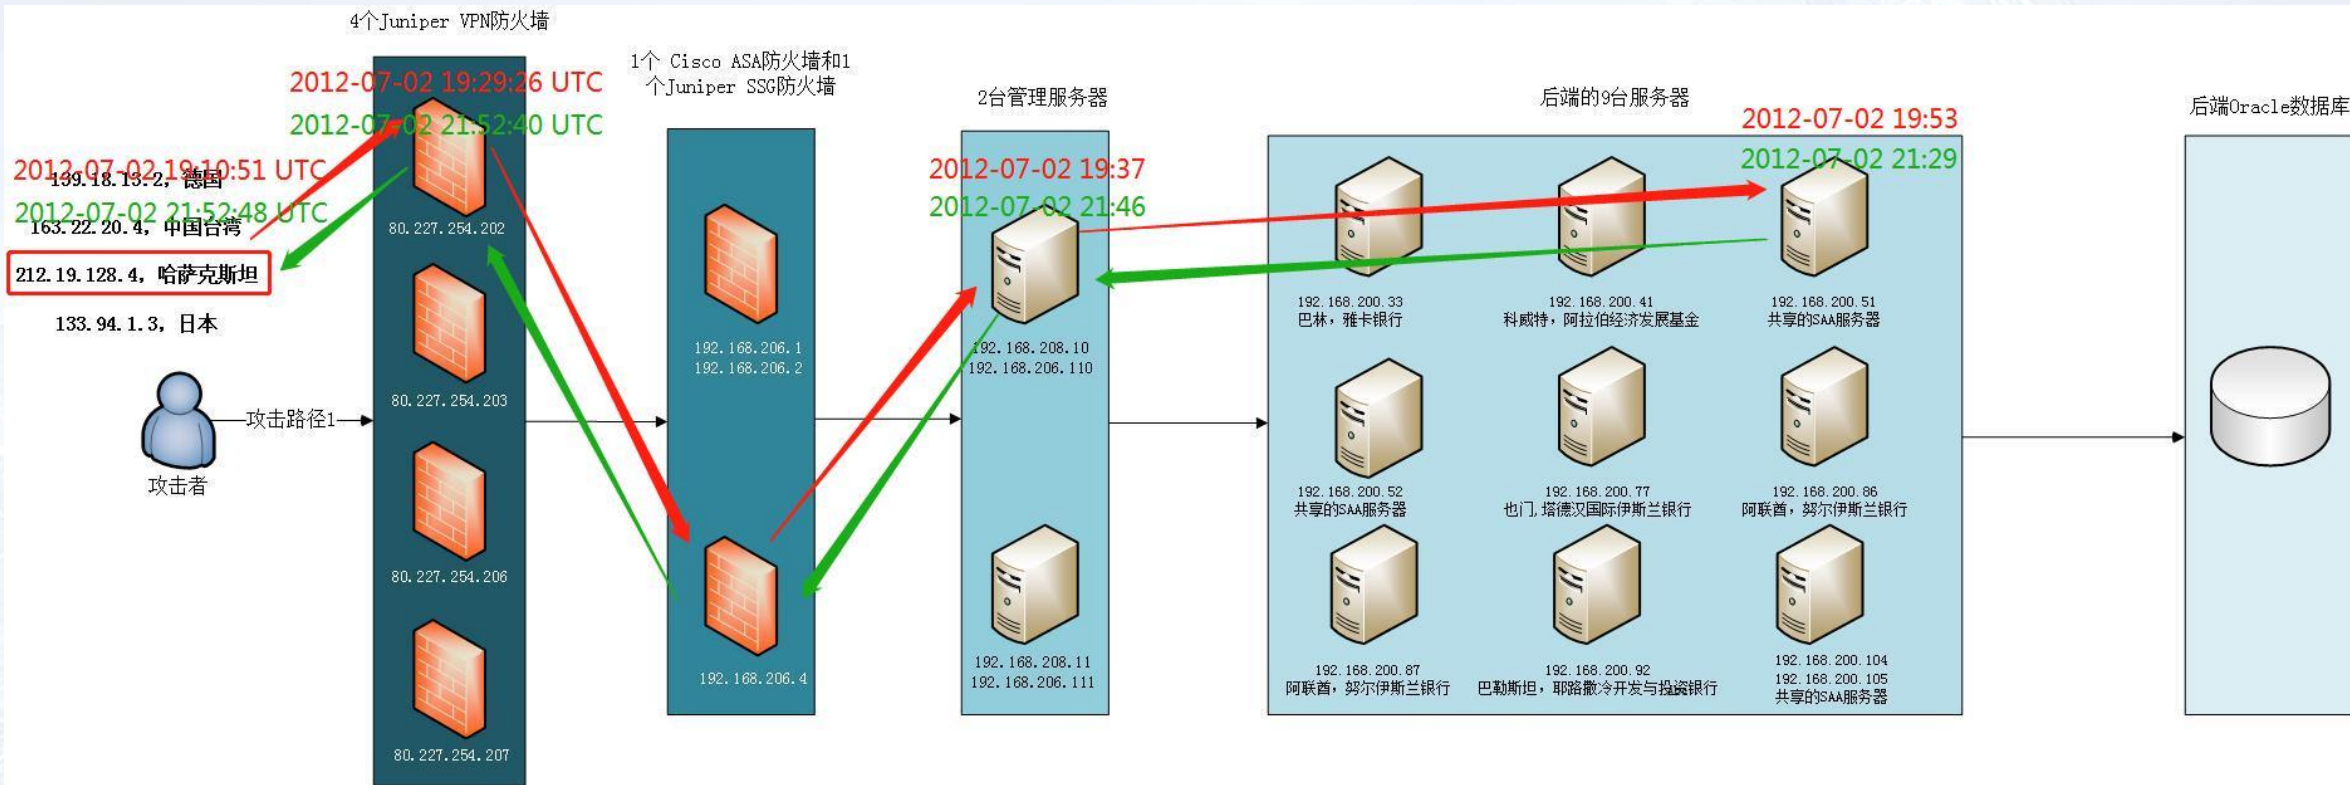 4个Juniper VPN防火墙
1个 Cisco ASA防火墙和1
个Juniper SSG防火墙
2台管理服务器
后端的9台服务器
后端Oracle数据库
2012-07-02 19:29:26 UTC
2012-07-02 21:52:40 UTC
2012-07-02 19:10:51 UTC
139.18.13.2, 德国
2012-07-02 21:52:48 UTC
163.22.20.4, 中国台湾
212.19.128.4, 哈萨克斯坦
133.94.1.3, 日本
攻击路径1
攻击者
80.227.254.202
80.227.254.203
80.227.254.206
80.227.254.207
192.168.206.1
192.168.206.2
192.168.206.4
2012-07-02 19:37
2012-07-02 21:46
192.168.208.10
192.168.206.110
192.168.208.11
192.168.206.111
2012-07-02 19:53
2012-07-02 21:29
192.168.200.33
巴林, 雅卡银行
192.168.200.41
科威特, 阿拉伯经济发展基金
192.168.200.51
共享的SAA服务器
192.168.200.52
共享的SAA服务器
192.168.200.77
也门,塔德汉国际伊斯兰银行
192.168.200.86
阿联酋, 努尔伊斯兰银行
192.168.200.87
阿联酋, 努尔伊斯兰银行
192.168.200.92
巴勒斯坦, 耶路撒冷开发与投资银行
192.168.200.104
192.168.200.105
共享的SAA服务器